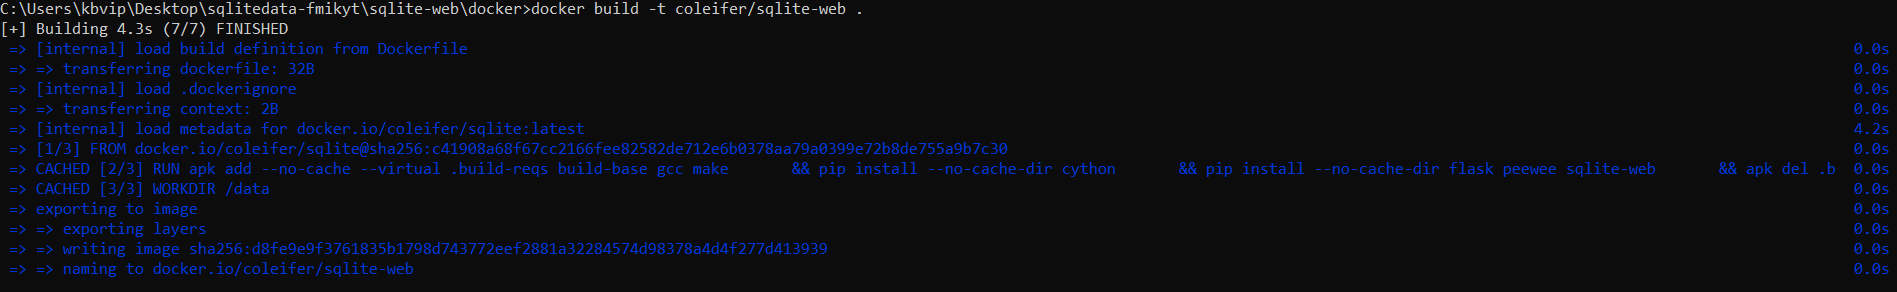 C:\Users\kbvip\Desktop\sqlitedata-fmikyt\sqlite-web\docker>docker build -t coleifer/sqlite-web .
[+] Building 4.3s (7/7) FINISHED
=> [internal] load build definition from Dockerfile 0.0s
=> => transferring dockerfile: 32B 0.0s
=> [internal] load .dockerignore 0.0s
=> => transferring context: 2B 0.0s
=> [internal] load metadata for docker.io/coleifer/sqlite:latest 4.2s
=> [1/3] FROM docker.io/coleifer/sqlite@sha256:c41908a68f67cc2166fee82582de712e6b0378aa79a0399e72b8de755a9b7c30 0.0s
=> CACHED [2/3] RUN apk add --no-cache --virtual .build-reqs build-base gcc make && pip install --no-cache-dir cython && pip install --no-cache-dir flask peewee sqlite-web && apk del .b 0.0s
=> CACHED [3/3] WORKDIR /data 0.0s
=> exporting to image 0.0s
=> => exporting layers 0.0s
=> => writing image sha256:d8fe9e9f3761835b1798d743772eef2881a32284574d98378a4d4f277d413939 0.0s
=> => naming to docker.io/coleifer/sqlite-web 0.0s